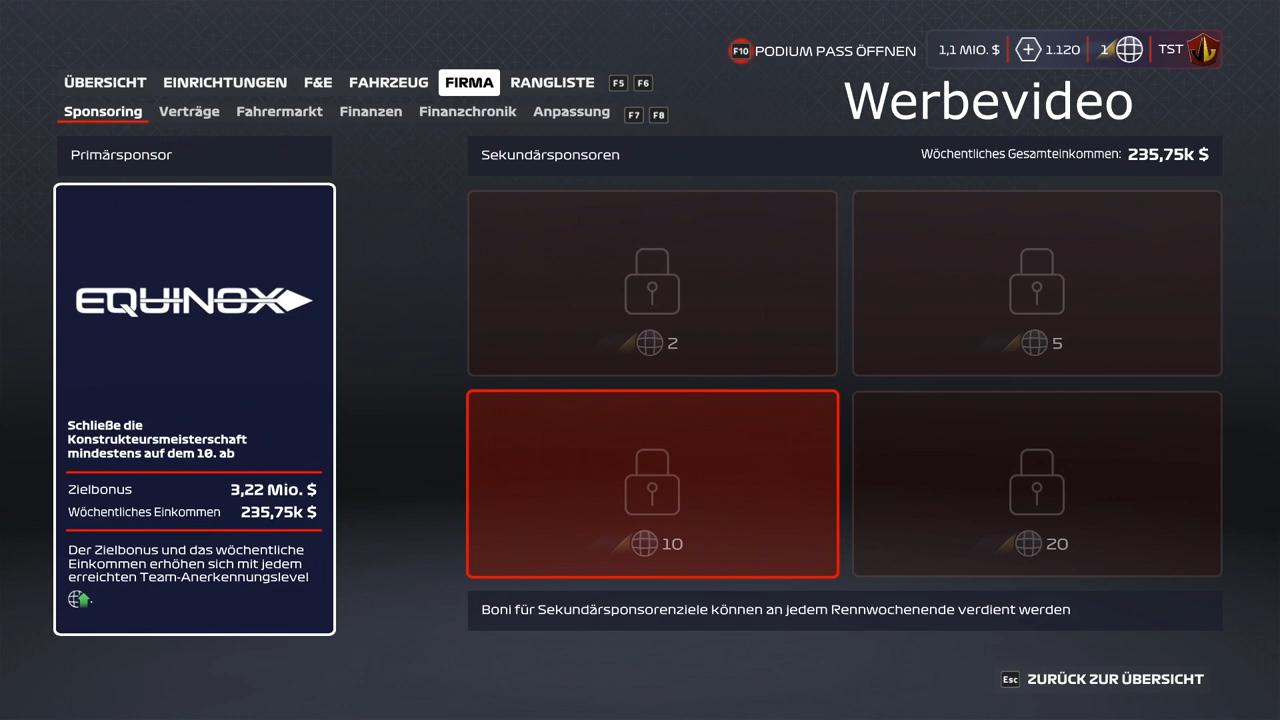 F10 PODIUM PASS ÖFFNEN 1,1 MIO. $ 1.120 1 TST
ÜBERSICHT EINRICHTUNGEN F&E FAHRZEUG FIRMA RANGLISTE F5 F6
Werbevideo
Sponsoring Verträge Fahrermarkt Finanzen Finanzchronik Anpassung F7 F8
Primärsponsor
EQUINOX
Schließe die
Konstrukteursmeisterschaft
mindestens auf dem 10. ab
Zielbonus 3,22 Mio. $
Wöchentliches Einkommen 235,75k $
Der Zielbonus und das wöchentliche
Einkommen erhöhen sich mit jedem
erreichten Team-Anerkennungslevel
.
Sekundärsponsoren Wöchentliches Gesamteinkommen: 235,75k $
2
5
10
20
Boni für Sekundärsponsorenziele können an jedem Rennwochenende verdient werden
Esc ZURÜCK ZUR ÜBERSICHT